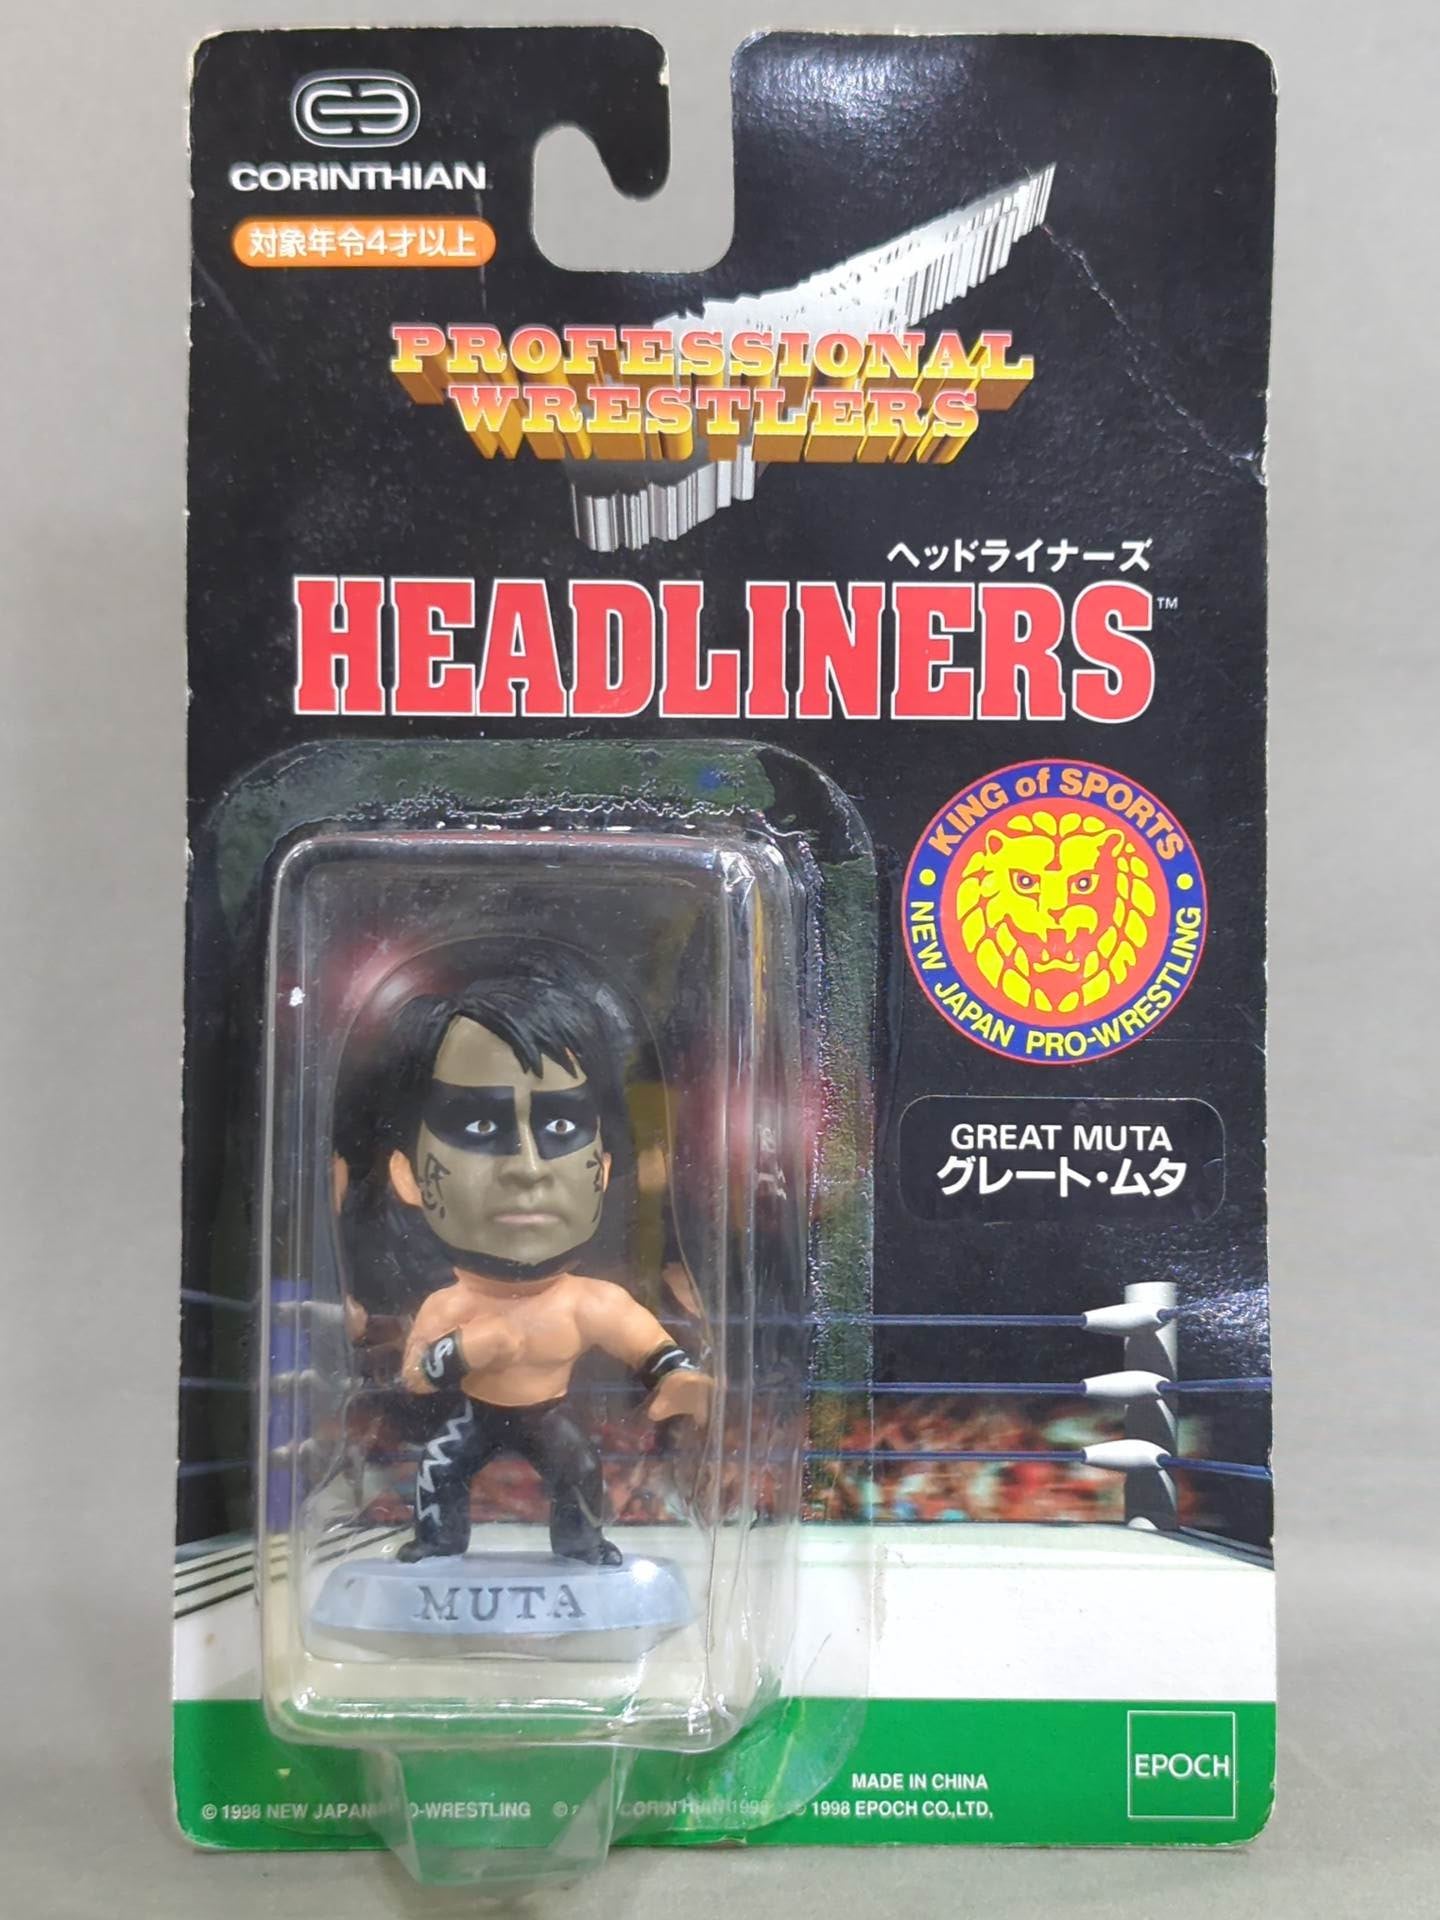 CORINTHIAN
対象年令4才以上
PROFESSIONAL
WRESTLERS
ヘッドライナーズ
HEADLINERS™
KING of SPORTS
• NEW JAPAN PRO-WRESTLING •
GREAT MUTA
グレート・ムタ
MUTA
EPOCH
MADE IN CHINA
© 1998 NEW JAPAN O-WRESTLING © CORINTHIAN 1998 © 1998 EPOCH CO.,LTD,